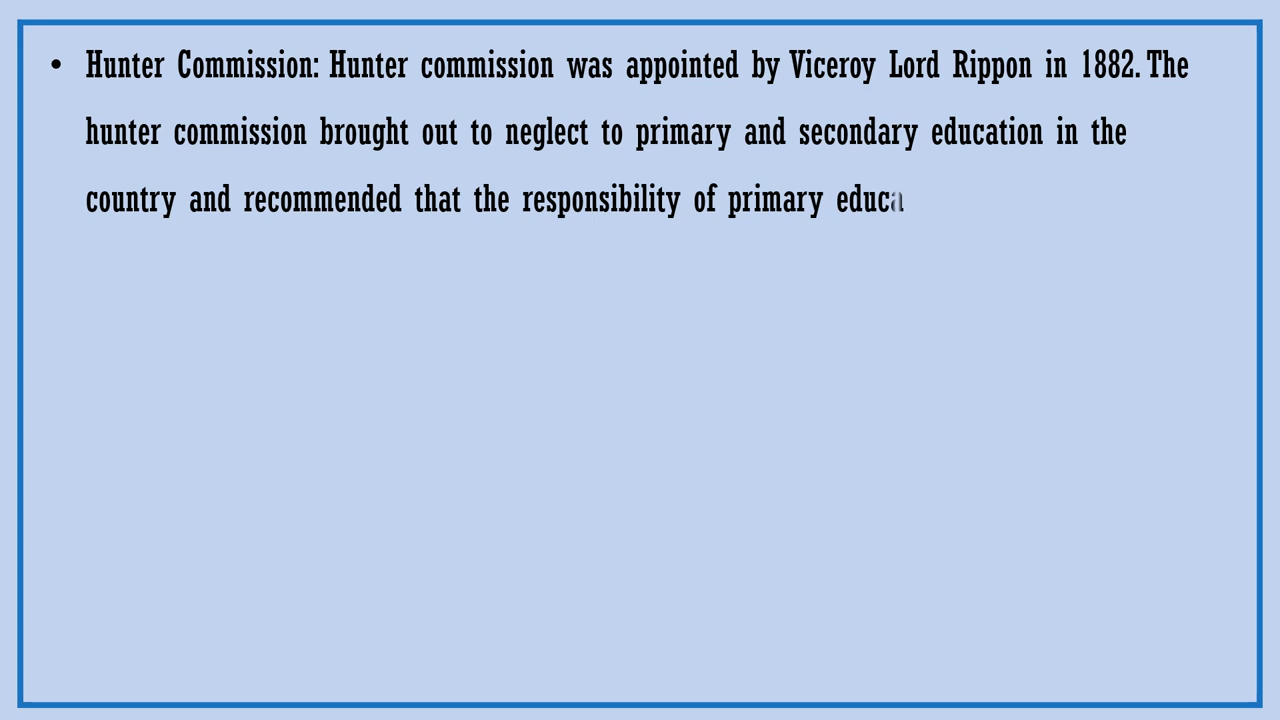 • Hunter Commission: Hunter commission was appointed by Viceroy Lord Rippon in 1882. The
hunter commission brought out to neglect to primary and secondary education in the
country and recommended that the responsibility of primary educa